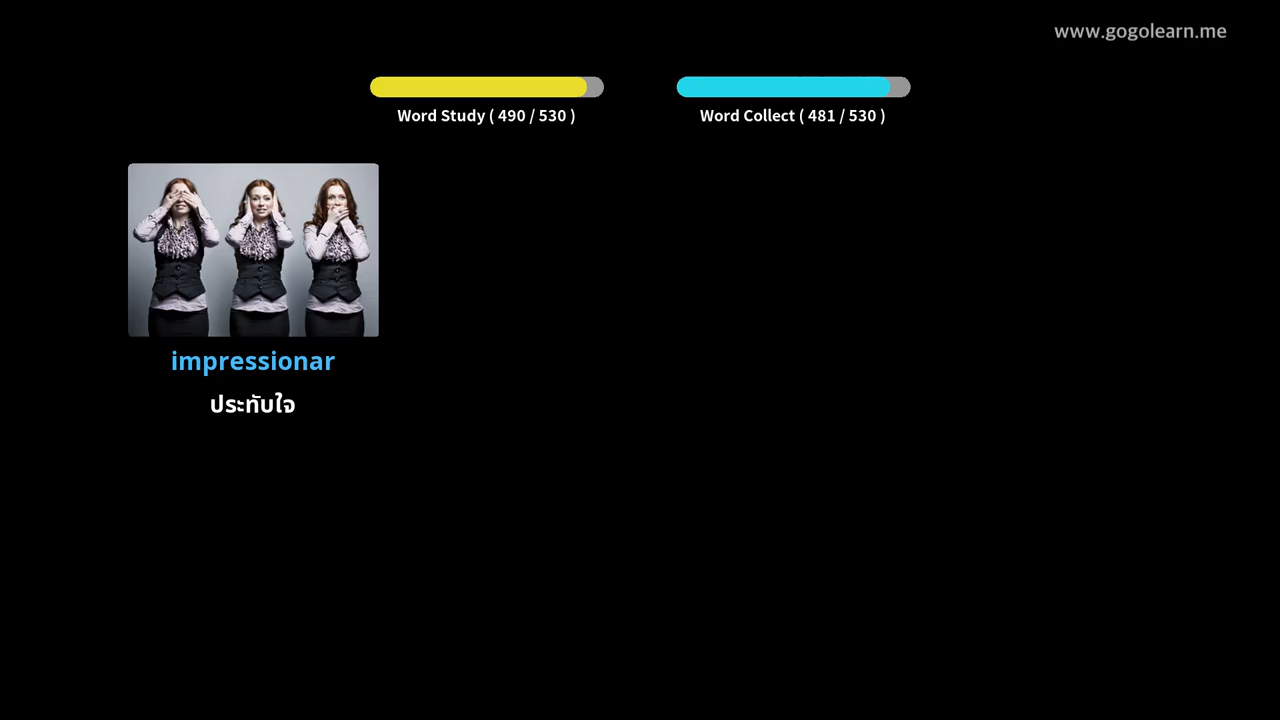 www.gogolearn.me
Word Study ( 490 / 530 )
Word Collect ( 481 / 530 )
impressionar
ประทับใจ